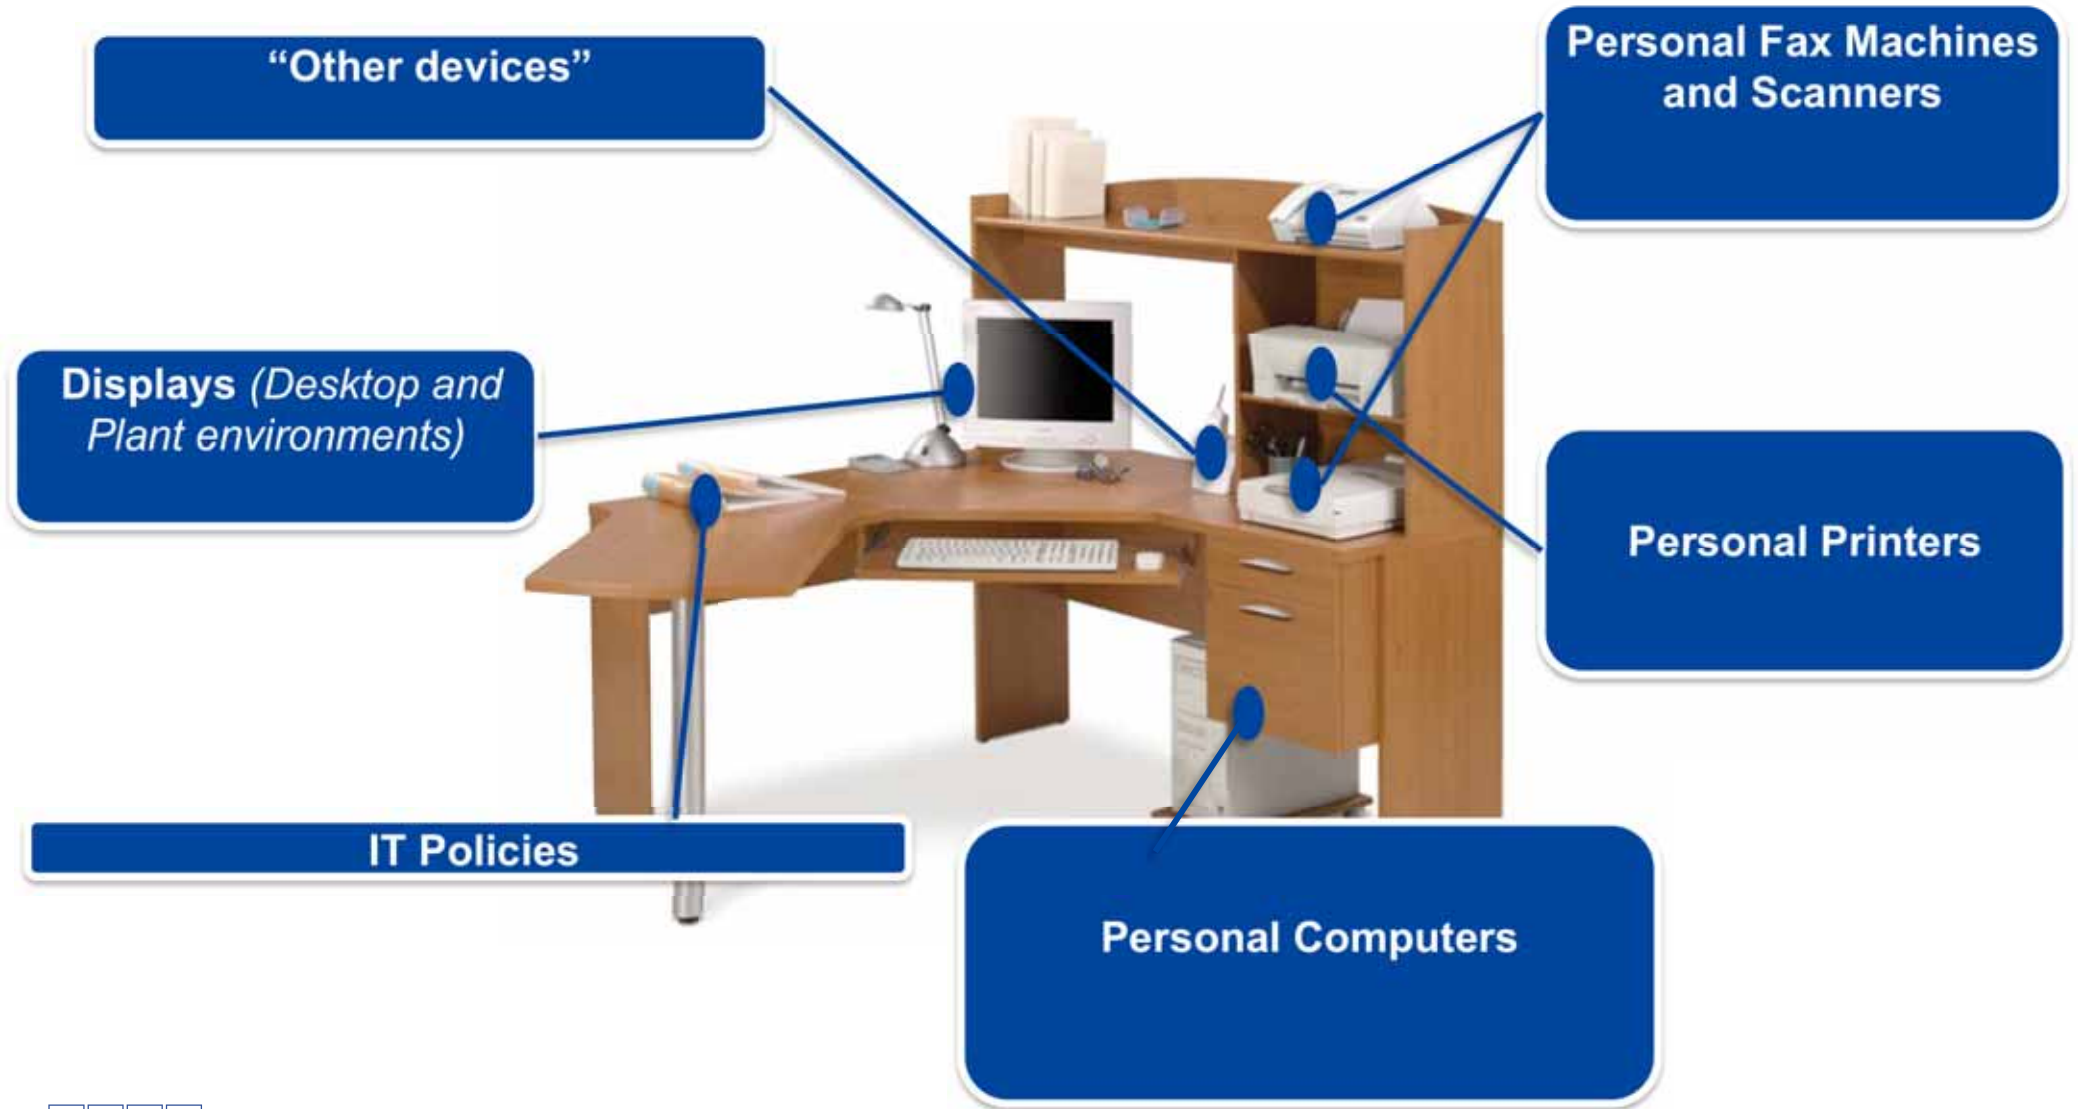 “Other devices”
Personal Fax Machines
and Scanners
Displays (Desktop and
Plant environments)
Personal Printers
IT Policies
Personal Computers